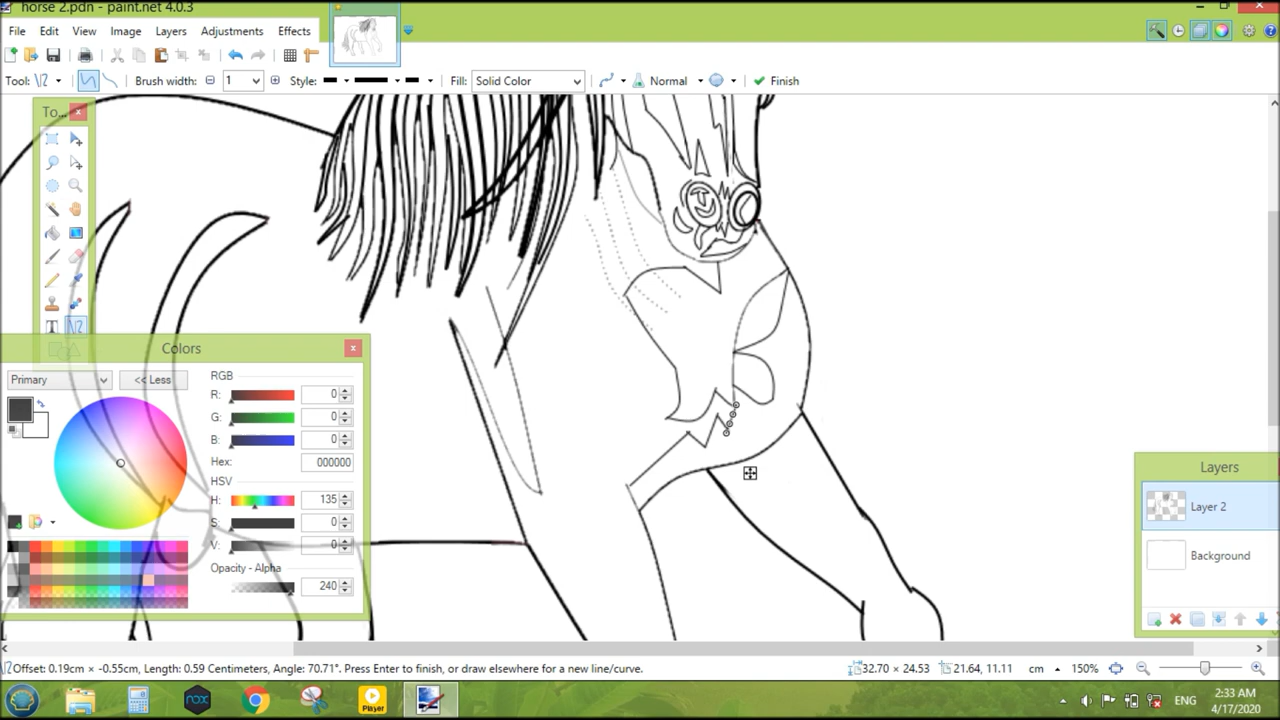 horse 2.pdn - paint.net 4.0.3
File Edit View Image Layers Adjustments Effects
Tool: Brush width: 1 Style: Fill: Solid Color Normal Finish
To...
Colors
Primary << Less
RGB
R: 0
G: 0
B: 0
Hex: 000000
HSV
H: 135
S: 0
V: 0
Opacity - Alpha
240
Layers
Layer 2
Background
Offset: 0.19cm × -0.55cm, Length: 0.59 Centimeters, Angle: 70.71°. Press Enter to finish, or draw elsewhere for a new line/curve. 32.70 × 24.53 21.64, 11.11 cm 150%
nox
Player
ENG
2:33 AM
4/17/2020